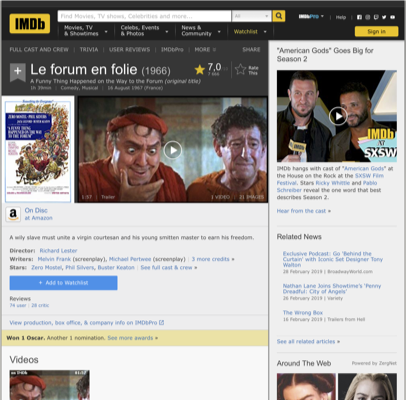 IMDb
Find Movies, TV shows, Celebrities and more...
All
Movies, TV & Showtimes
Celebs, Events & Photos
News & Community
Watchlist
IMDbPro
Help
Sign in
FULL CAST AND CREW | TRIVIA | USER REVIEWS | IMDbPro | MORE
SHARE
Le forum en folie (1966)
A Funny Thing Happened on the Way to the Forum (original title)
1h 39min | Comedy, Musical | 16 August 1967 (France)
7,0
Rate This
1:57 Trailer
1 VIDEO 31 IMAGES
On Disc
at Amazon
A wily slave must unite a virgin courtesan and his young smitten master to earn his freedom.
Director: Richard Lester
Writers: Melvin Frank (screenplay), Michael Pertwee (screenplay) | 3 more credits »
Stars: Zero Mostel, Phil Silvers, Buster Keaton | See full cast & crew »
+ Add to Watchlist
Reviews
74 user | 28 critic
View production, box office, & company info on IMDbPro
Won 1 Oscar. Another 1 nomination. See more awards »
Videos
"American Gods" Goes Big for Season 2
IMDb
AT
SXSW
IMDb hangs with cast of "American Gods" at the House on the Rock at the SXSW Film Festival. Stars Ricky Whittle and Pablo Schreiber reveal the one word that best describes Season 2.
Hear from the cast »
Related News
Exclusive Podcast: Go 'Behind the Curtain' with Iconic Set Designer Tony Walton
28 February 2019 | BroadwayWorld.com
Nathan Lane Joins Showtime's 'Penny Dreadful: City of Angels'
26 February 2019 | Variety
The Wrong Box
16 February 2019 | Trailers from Hell
See all related articles »
Around The Web
Powered by ZergNet